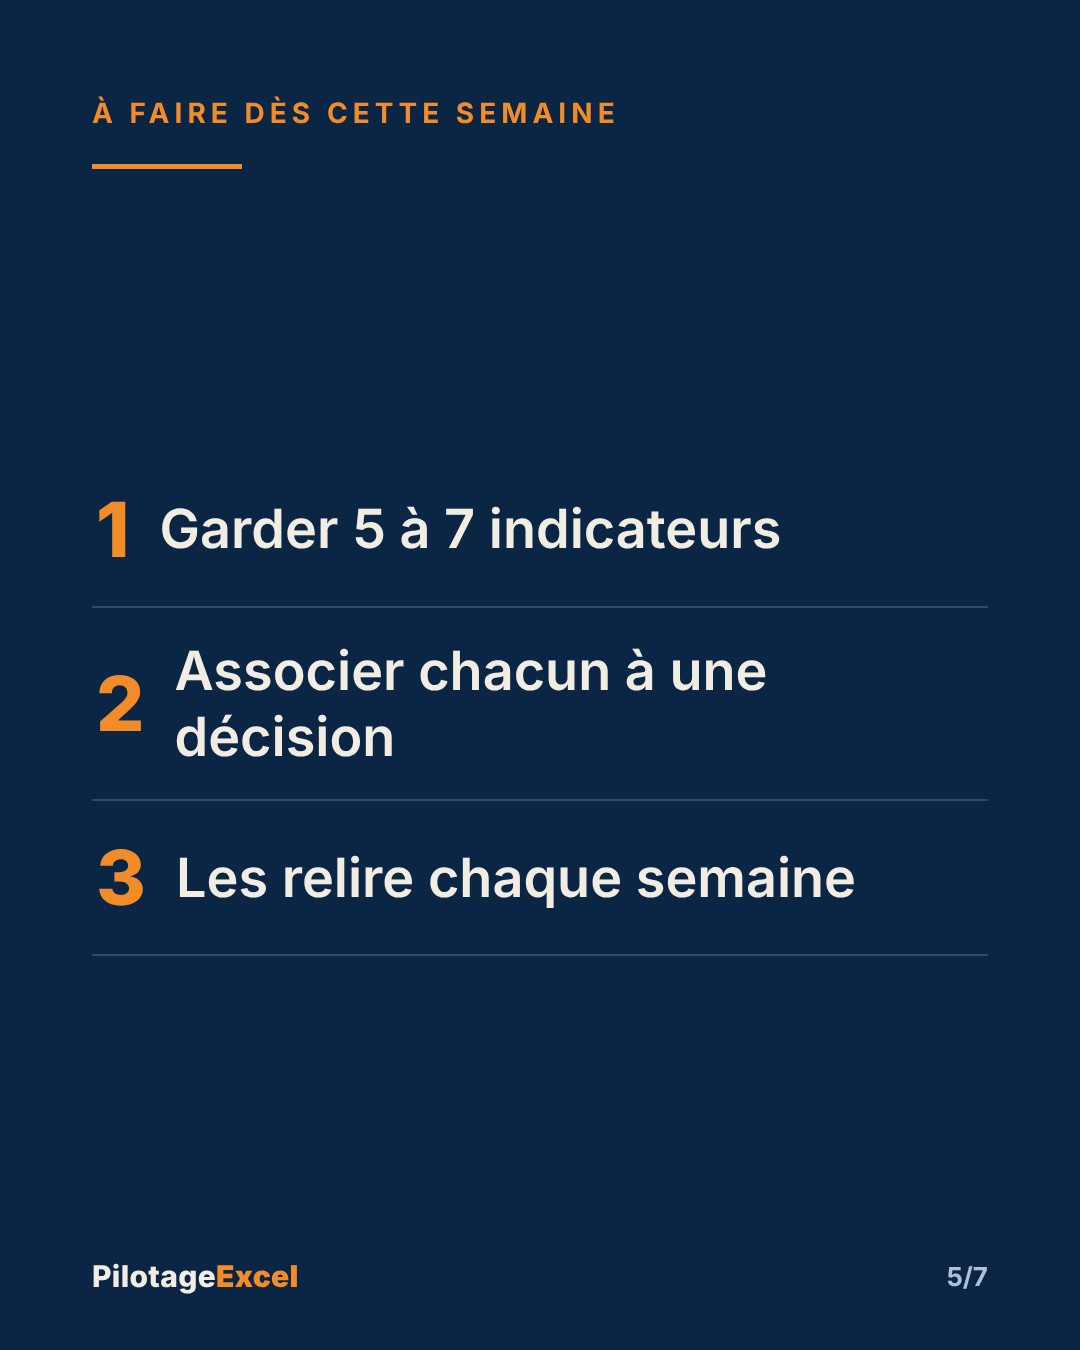 À FAIRE DÈS CETTE SEMAINE
1 Garder 5 à 7 indicateurs
2 Associer chacun à une
décision
3 Les relire chaque semaine
PilotageExcel
5/7